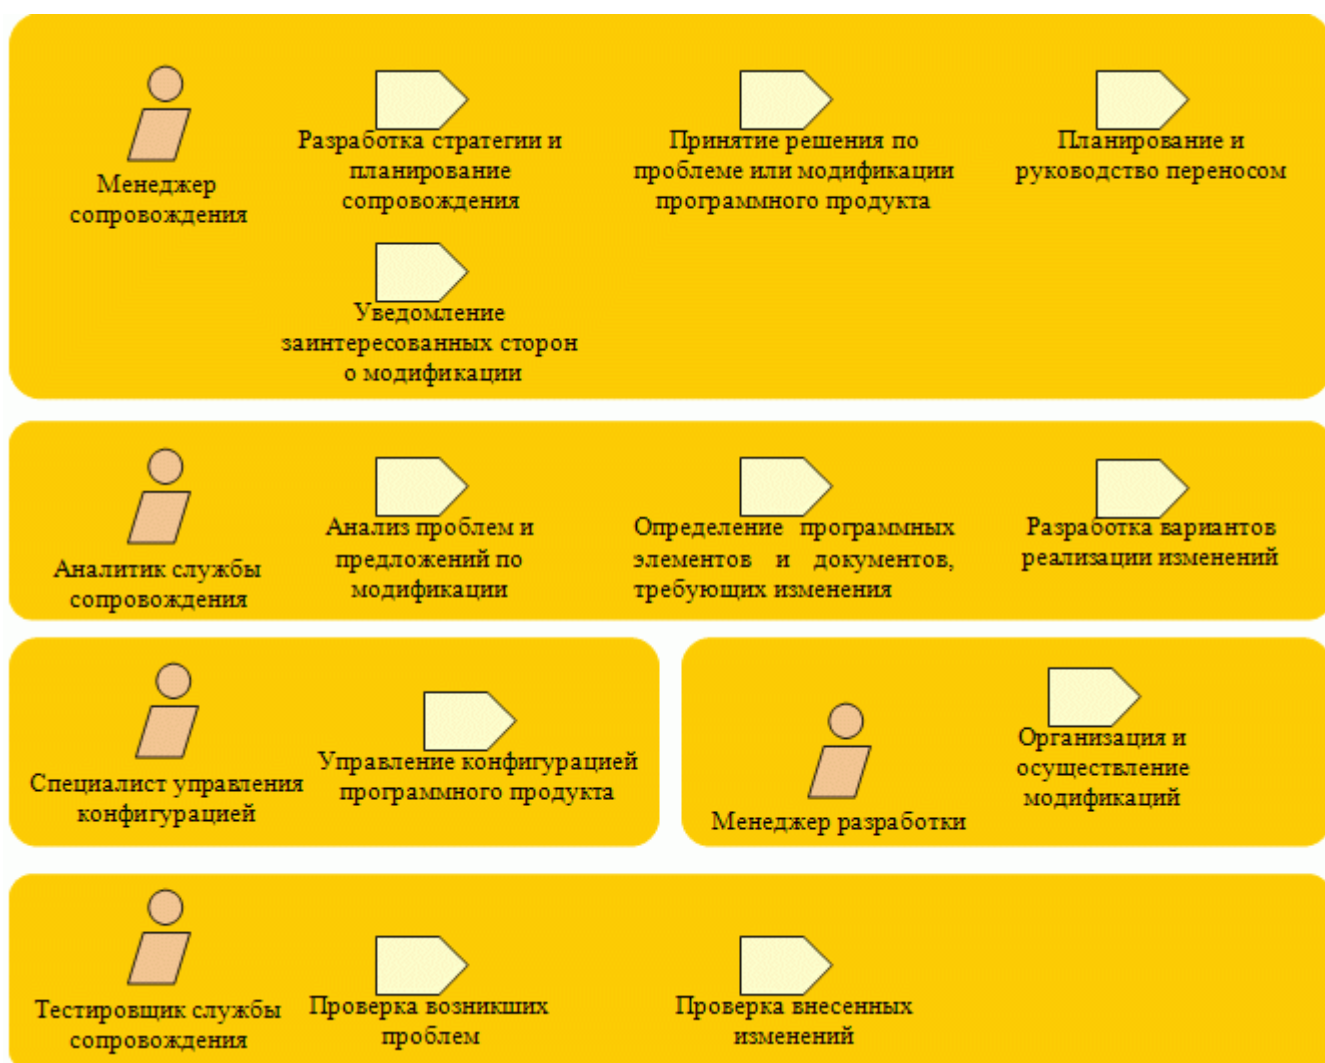 Менеджер
сопровождения
Разработка стратегии и
планирование
сопровождения
Принятие решения по
проблеме или модификации
программного продукта
Планирование и
руководство переносом
Уведомление
заинтересованных сторон
о модификации
Аналитик службы
сопровождения
Анализ проблем и
предложений по
модификации
Определение программных
элементов и документов,
требующих изменения
Разработка вариантов
реализации изменений
Специалист управления
конфигурацией
Управление конфигурацией
программного продукта
Менеджер разработки
Организация и
осуществление
модификаций
Тестировщик службы
сопровождения
Проверка возникших
проблем
Проверка внесенных
изменений